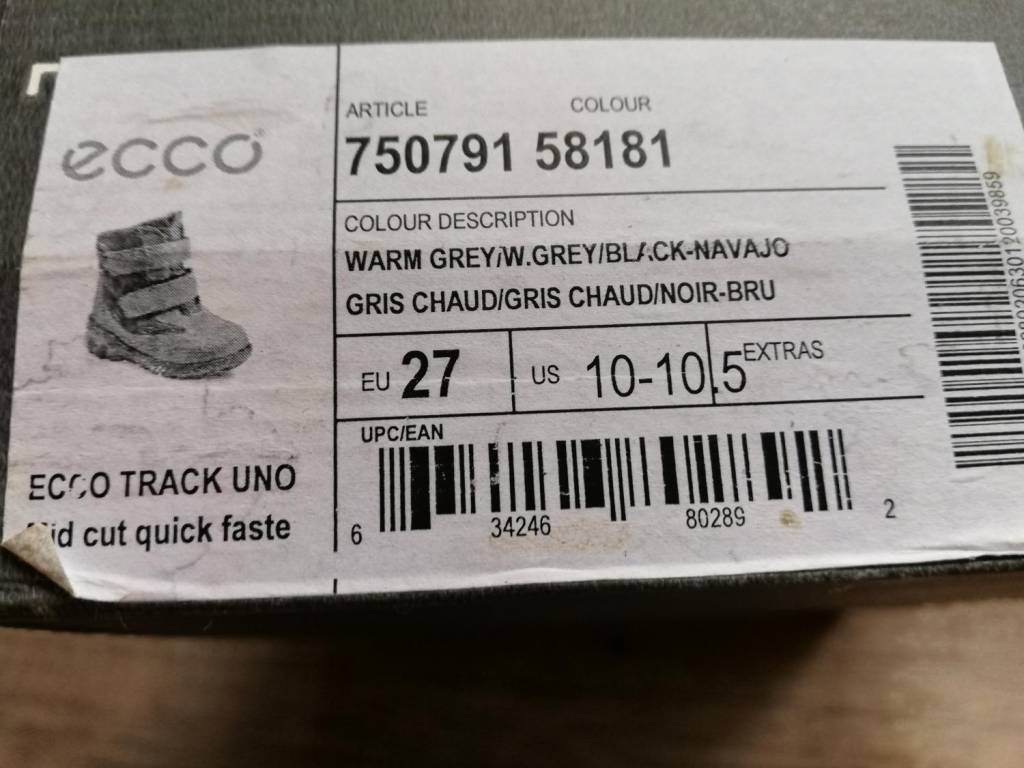 ecco
ARTICLE COLOUR
750791 58181
COLOUR DESCRIPTION
WARM GREY/W.GREY/BLACK-NAVAJO
GRIS CHAUD/GRIS CHAUD/NOIR-BRU
EU 27 US 10-10.5 EXTRAS
UPC/EAN
6 34246 80289 2
ECCO TRACK UNO
Mid cut quick faste